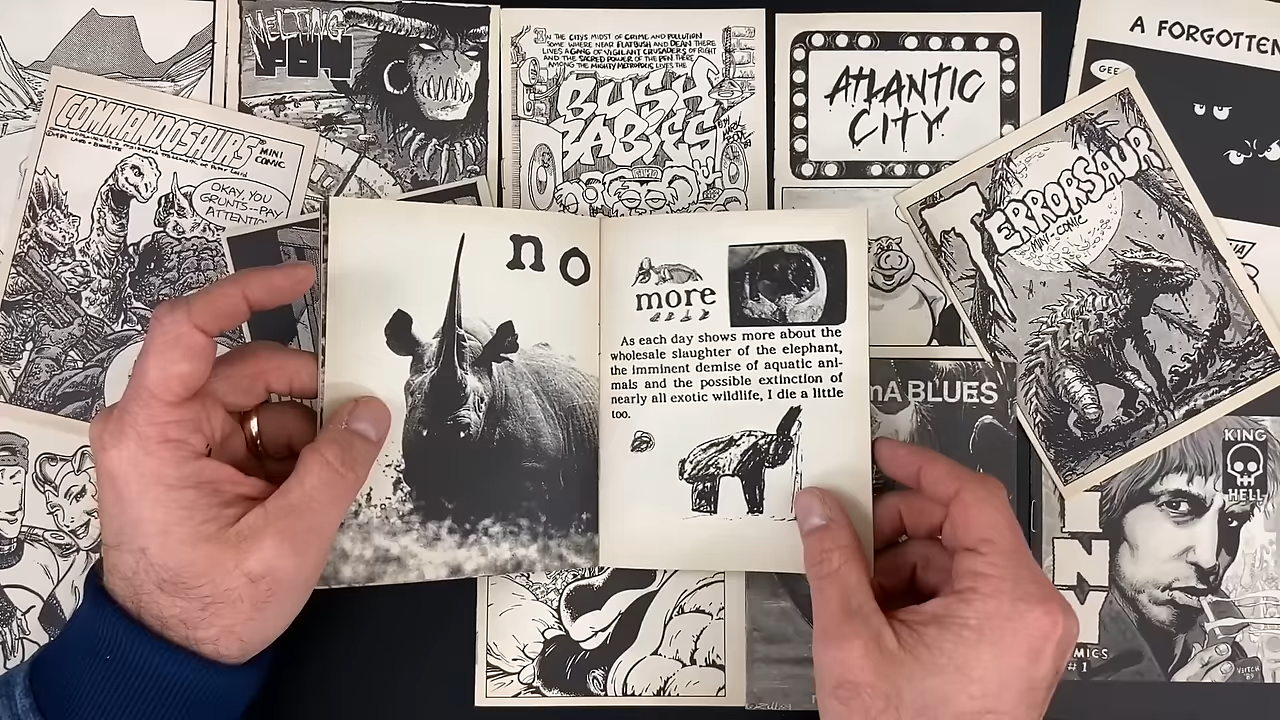 MELTING
POT
IN THE CITYS MIDST OF CRIME AND POLLUTION
SOME WHERE NEAR FLATBUSH AND DEAN THERE
LIVES A GANG OF VIGILANT CRUSADERS OF RIGHT
AND THE SACRED POWER OF THE PEN. THERE
AMONG THE MIGHTY METROPOLIS LIVES THE
BUSH
BABIES
ATLANTIC
CITY
A FORGOTTEN
GEE
COMMANDOSAURS
MINI
COMIC
OKAY, YOU
GRUNTS--PAY
ATTENTION
TERRORSAUR
MINI-COMIC
no
more
As each day shows more about the
wholesale slaughter of the elephant,
the imminent demise of aquatic ani-
mals and the possible extinction of
nearly all exotic wildlife, I die a little
too.
BLUES
KING
HELL
NY
MICS
#1
VEITCH
89